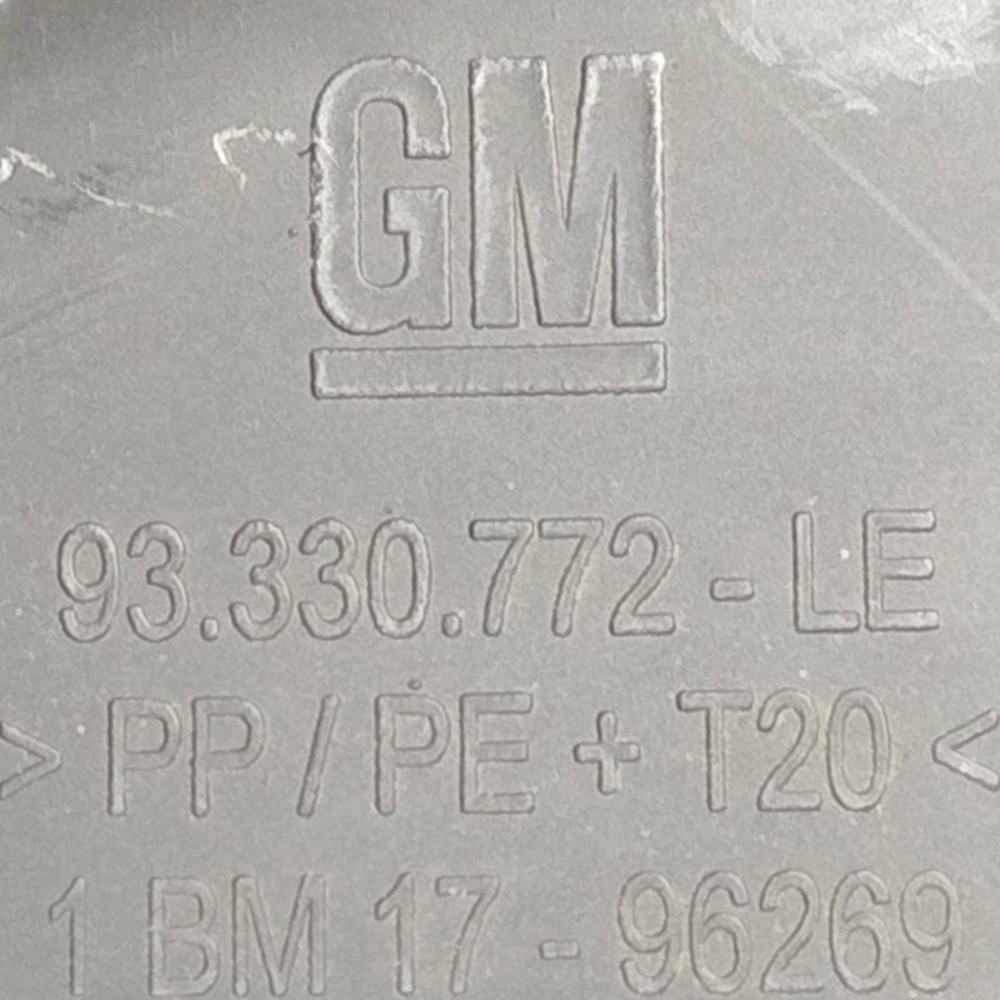 GM
93.330.772 - LE
> PP / PE + T20 <
1 BM 17 - 96269